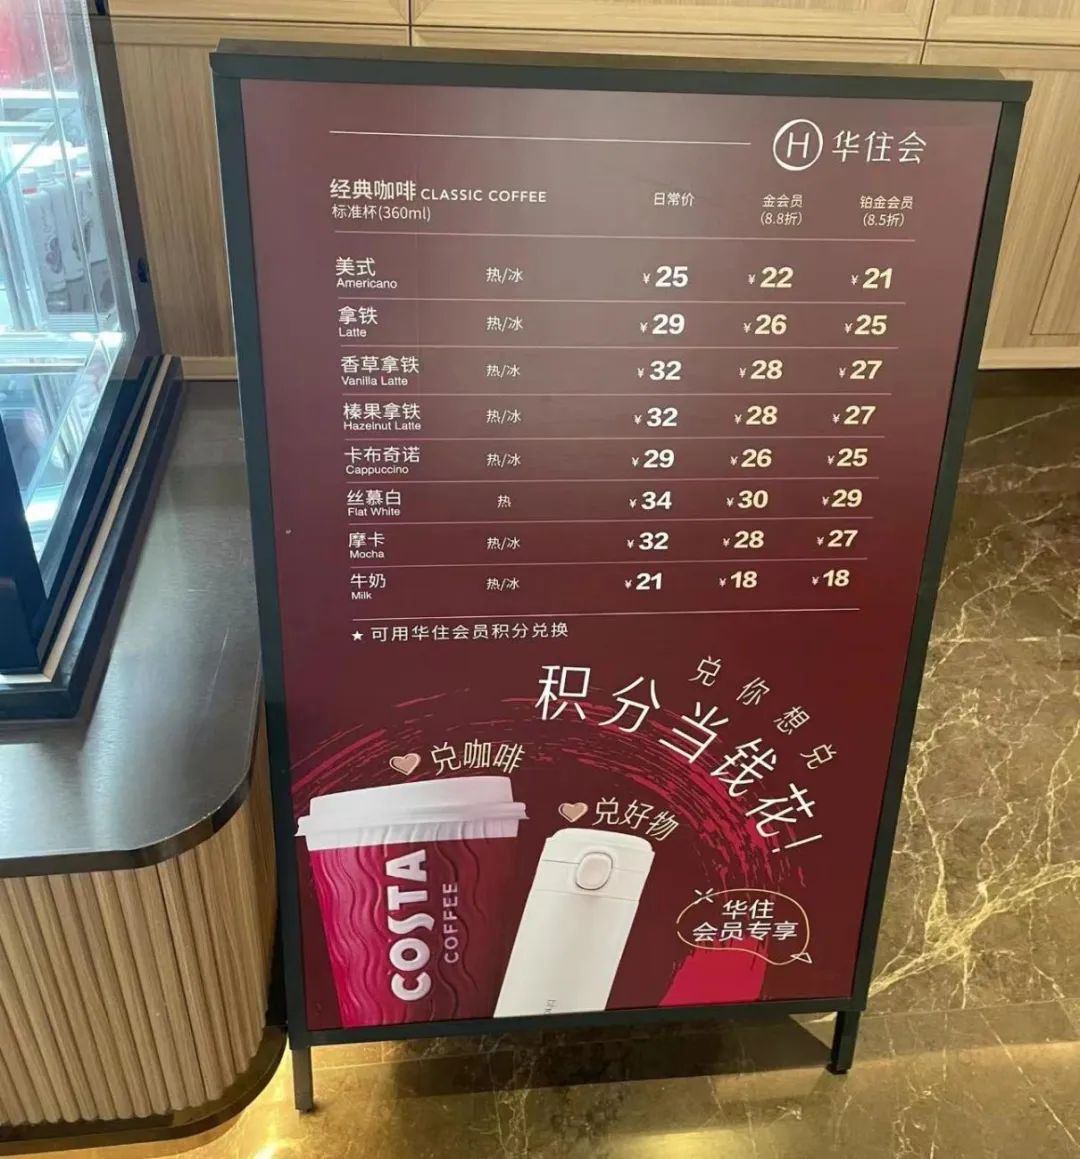 H 华住会
经典咖啡 CLASSIC COFFEE 日常价 金会员 铂金会员
标准杯(360ml) (8.8折) (8.5折)
美式 热/冰 ¥25 ¥22 ¥21
Americano
拿铁 热/冰 ¥29 ¥26 ¥25
Latte
香草拿铁 热/冰 ¥32 ¥28 ¥27
Vanilla Latte
榛果拿铁 热/冰 ¥32 ¥28 ¥27
Hazelnut Latte
卡布奇诺 热/冰 ¥29 ¥26 ¥25
Cappuccino
丝慕白 热 ¥34 ¥30 ¥29
Flat White
摩卡 热/冰 ¥32 ¥28 ¥27
Mocha
牛奶 热/冰 ¥21 ¥18 ¥18
Milk
★ 可用华住会员积分兑换
兑你想兑
积分当钱花!
兑咖啡
兑好物
COSTA
COFFEE
华住
会员专享